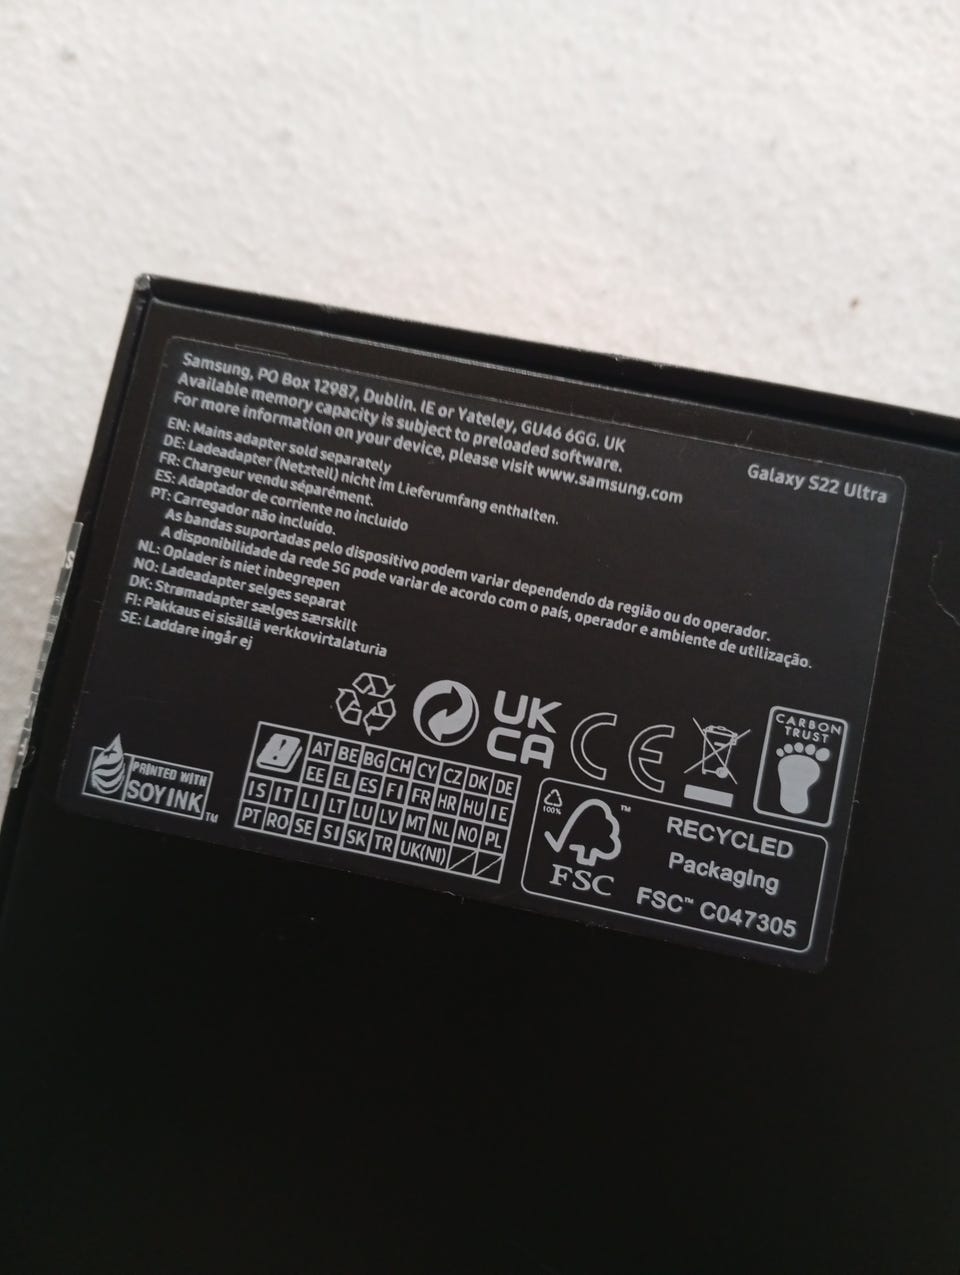 Samsung, PO Box 12987, Dublin. IE or Yateley, GU46 6GG. UK
Available memory capacity is subject to preloaded software.
For more information on your device, please visit www.samsung.com
Galaxy S22 Ultra
EN: Mains adapter sold separately
DE: Ladeadapter (Netzteil) nicht im Lieferumfang enthalten.
FR: Chargeur vendu séparément.
ES: Adaptador de corriente no incluido
PT: Carregador não incluído.
As bandas suportadas pelo dispositivo podem variar dependendo da região ou do operador.
A disponibilidade da rede 5G pode variar de acordo com o país, operador e ambiente de utilização.
NL: Oplader is niet inbegrepen
NO: Ladeadapter selges separat
DK: Strømadapter sælges særskilt
FI: Pakkaus ei sisällä verkkovirtalaturia
SE: Laddare ingår ej
UK
CA
CE
CARBON
TRUST
PRINTED WITH
SOY INK™
AT BE BG CH CY CZ DK DE
EE EL ES FI FR HR HU IE
IS IT LI LT LU LV MT NL NO PL
PT RO SE SI SK TR UK(NI)
100%
FSC
™
RECYCLED
Packaging
FSC™ C047305